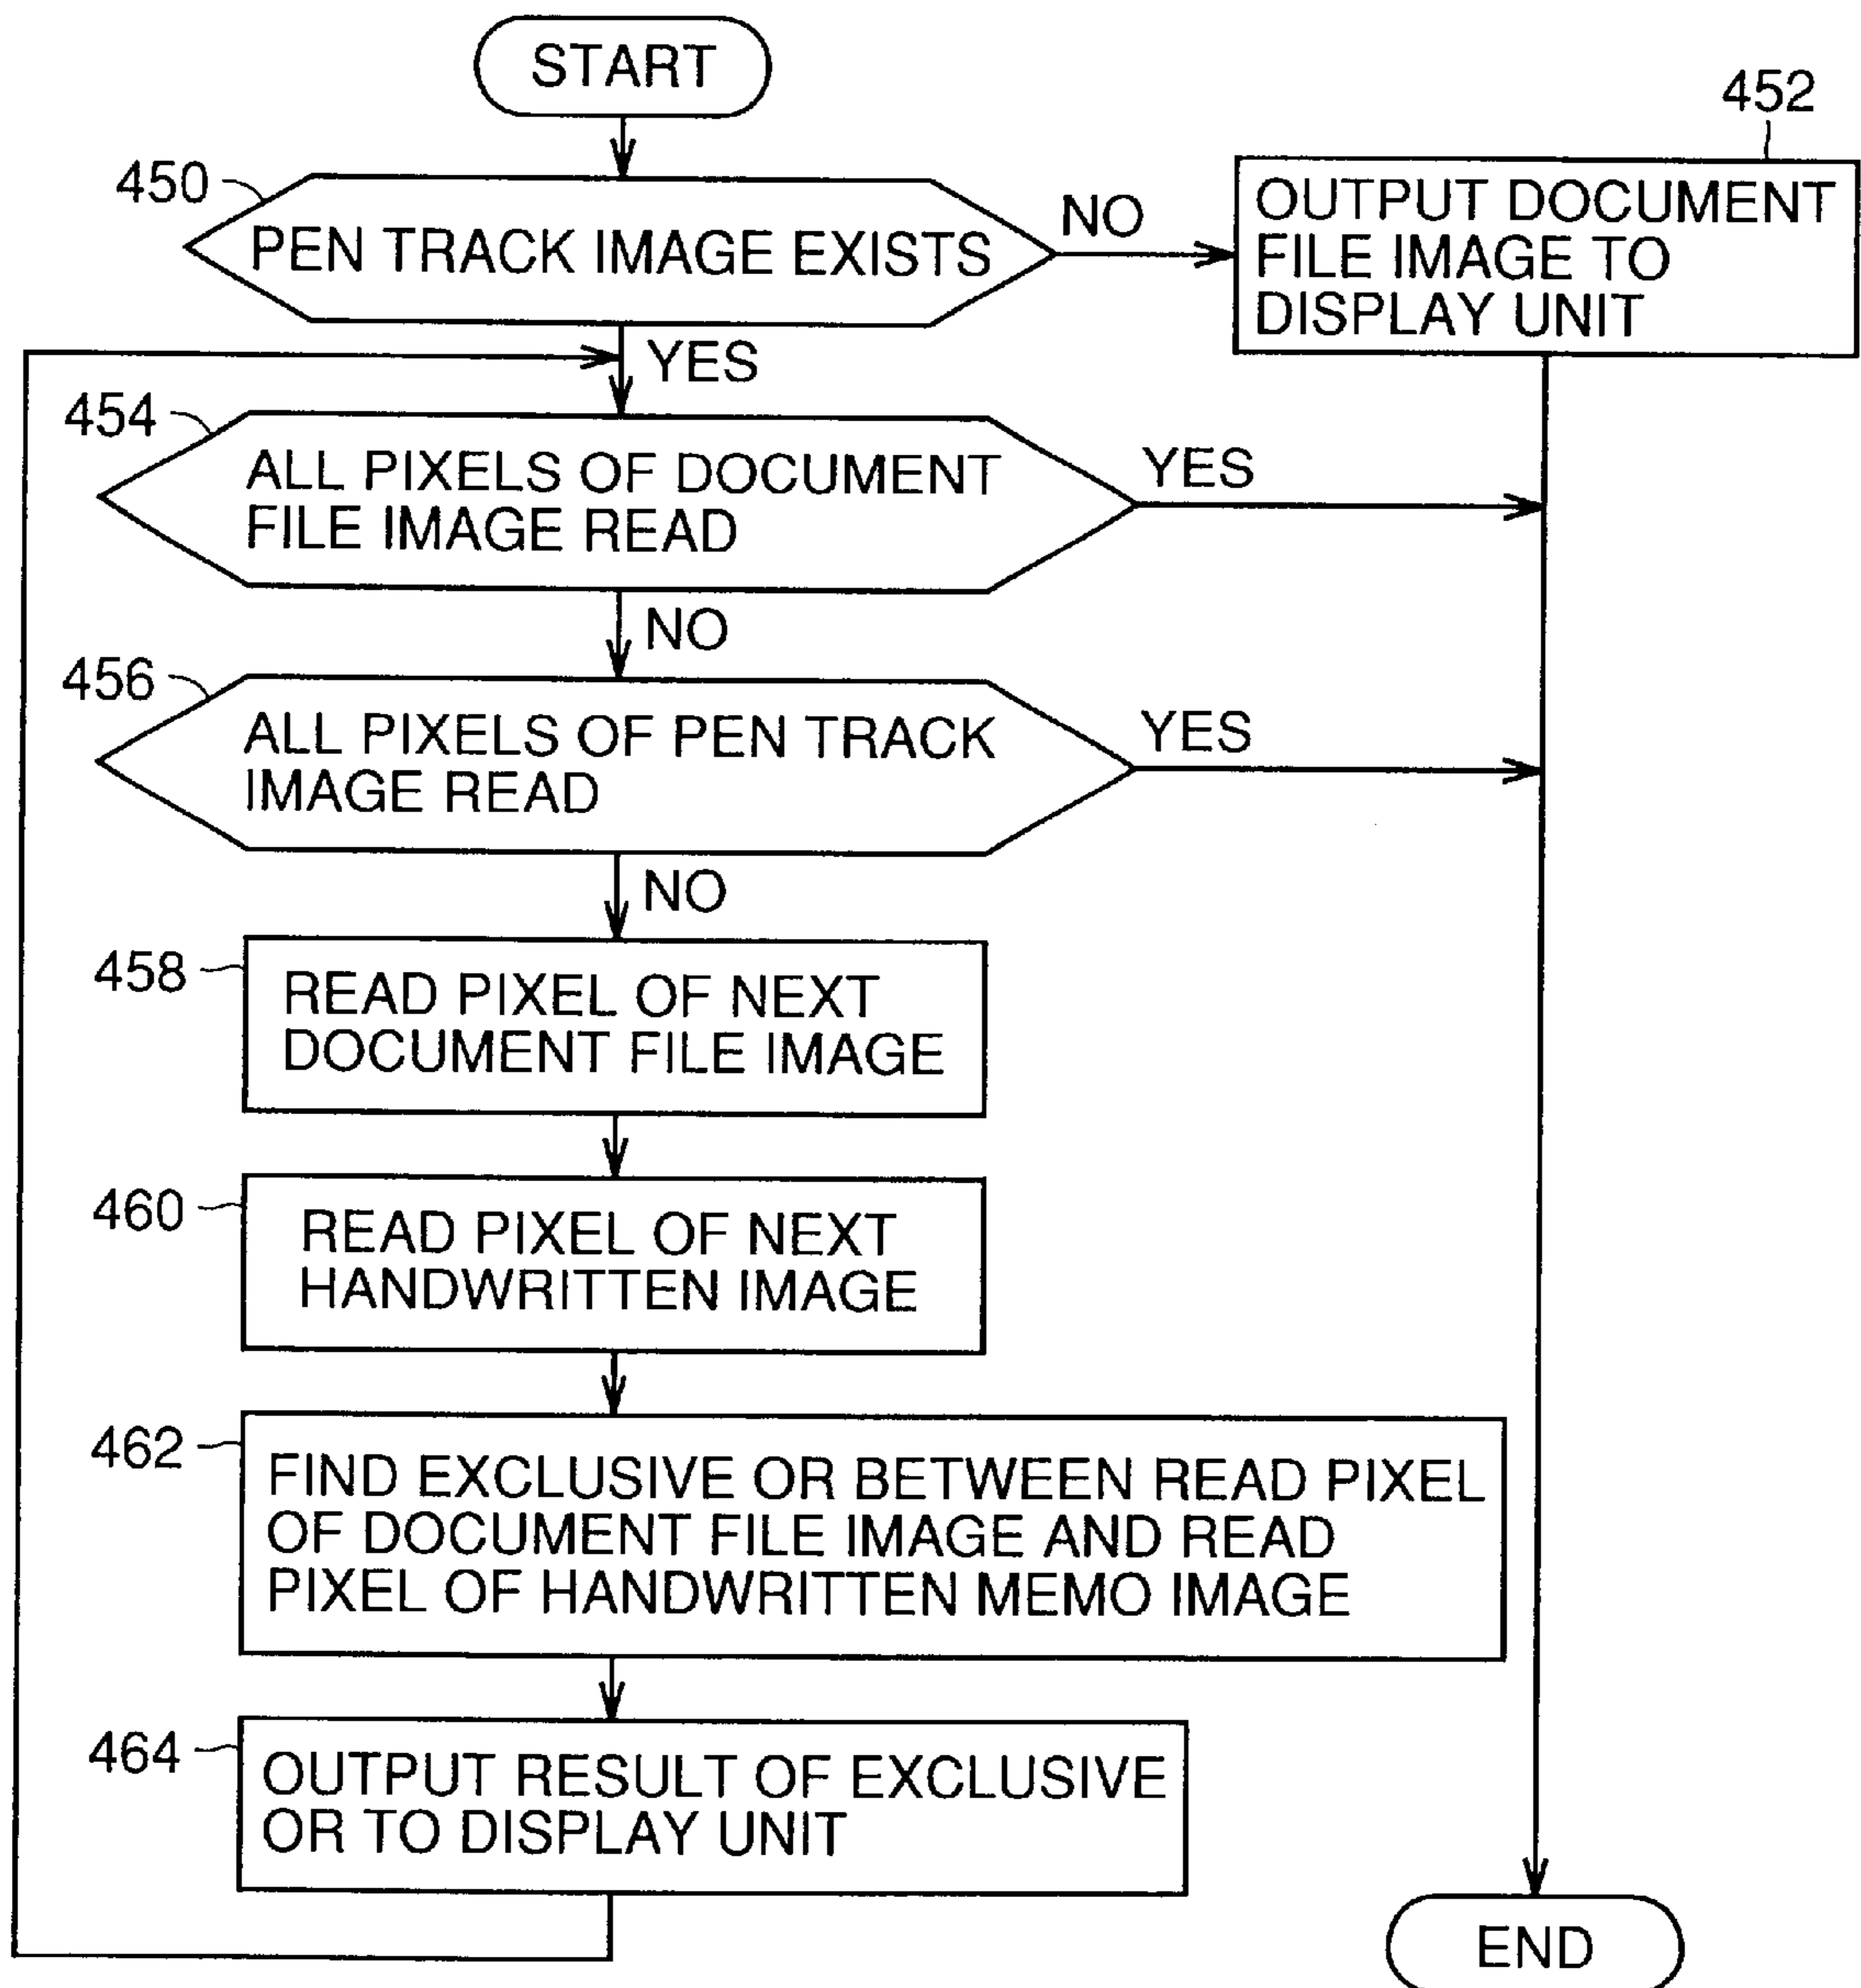 START
452
450
PEN TRACK IMAGE EXISTS
NO
OUTPUT DOCUMENT
FILE IMAGE TO
DISPLAY UNIT
YES
454
ALL PIXELS OF DOCUMENT
FILE IMAGE READ
YES
NO
456
ALL PIXELS OF PEN TRACK
IMAGE READ
YES
NO
458
READ PIXEL OF NEXT
DOCUMENT FILE IMAGE
460
READ PIXEL OF NEXT
HANDWRITTEN IMAGE
462
FIND EXCLUSIVE OR BETWEEN READ PIXEL
OF DOCUMENT FILE IMAGE AND READ
PIXEL OF HANDWRITTEN MEMO IMAGE
464
OUTPUT RESULT OF EXCLUSIVE
OR TO DISPLAY UNIT
END